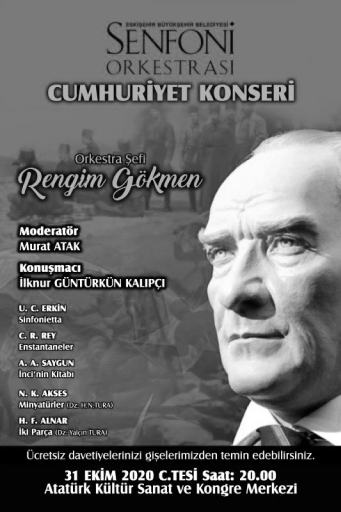 ESKİŞEHİR BÜYÜKŞEHİR BELEDİYESİ
SENFONİ
ORKESTRASI
CUMHURİYET KONSERİ
Orkestra Şefi
Rengim Gökmen
Moderatör
Murat ATAK
Konuşmacı
İlknur GÜNTÜRKÜN KALIPÇI
U. C. ERKİN
Sinfonietta
C. R. REY
Enstantaneler
A. A. SAYGUN
İnci'nin Kitabı
N. K. AKSES
Minyatürler (Dz. H.N.TURA)
H. F. ALNAR
İki Parça (Dz. Yalçın TURA)
Ücretsiz davetiyelerinizi gişelerimizden temin edebilirsiniz.
31 EKİM 2020 C.TESİ Saat: 20.00
Atatürk Kültür Sanat ve Kongre Merkezi